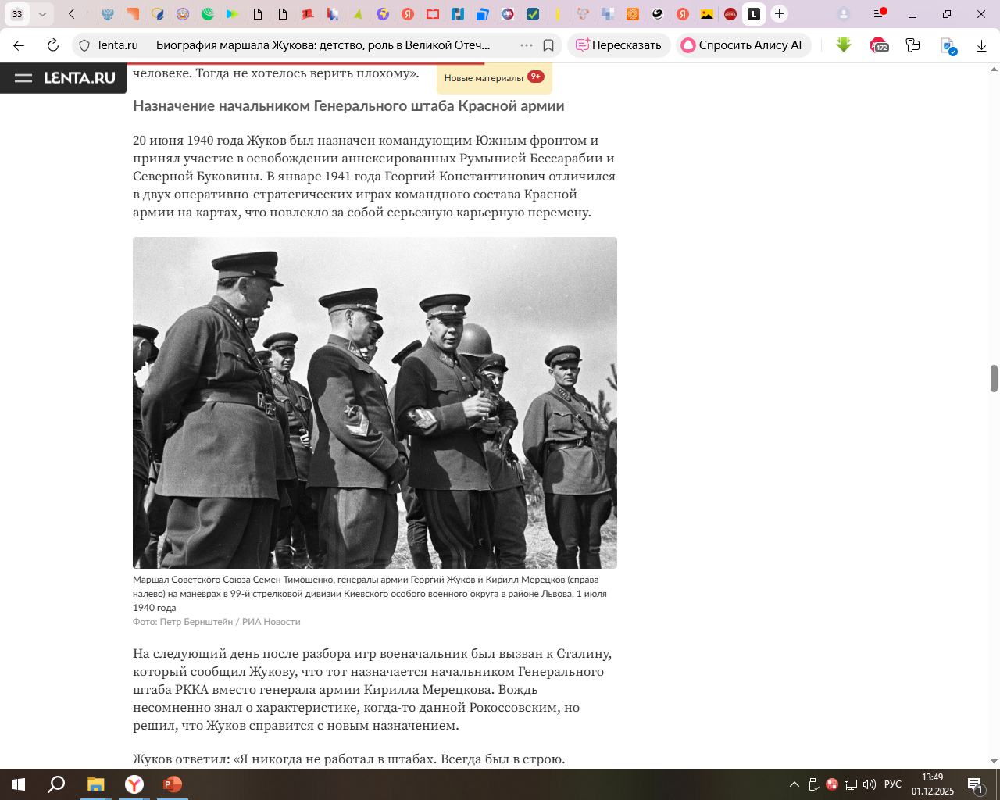 33
lenta.ru Биография маршала Жукова: детство, роль в Великой Отеч... Пересказать Спросить Алису AI 172
LENTA.RU
человеке. Тогда не хотелось верить плохому».
Новые материалы 9+
Назначение начальником Генерального штаба Красной армии
20 июня 1940 года Жуков был назначен командующим Южным фронтом и
принял участие в освобождении аннексированных Румынией Бессарабии и
Северной Буковины. В январе 1941 года Георгий Константинович отличился
в двух оперативно-стратегических играх командного состава Красной
армии на картах, что повлекло за собой серьезную карьерную перемену.
Маршал Советского Союза Семен Тимошенко, генералы армии Георгий Жуков и Кирилл Мерецков (справа
налево) на маневрах в 99-й стрелковой дивизии Киевского особого военного округа в районе Львова, 1 июля
1940 года
Фото: Петр Бернштейн / РИА Новости
На следующий день после разбора игр военачальник был вызван к Сталину,
который сообщил Жукову, что тот назначается начальником Генерального
штаба РККА вместо генерала армии Кирилла Мерецкова. Вождь
несомненно знал о характеристике, когда-то данной Рокоссовским, но
решил, что Жуков справится с новым назначением.
Жуков ответил: «Я никогда не работал в штабах. Всегда был в строю.
РУС
13:49
01.12.2025
1